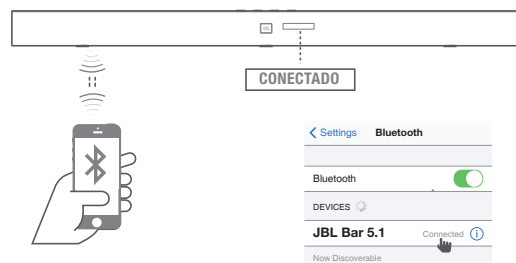 CONECTADO
Settings Bluetooth
Bluetooth
DEVICES
JBL Bar 5.1 Connected
Now Discoverable